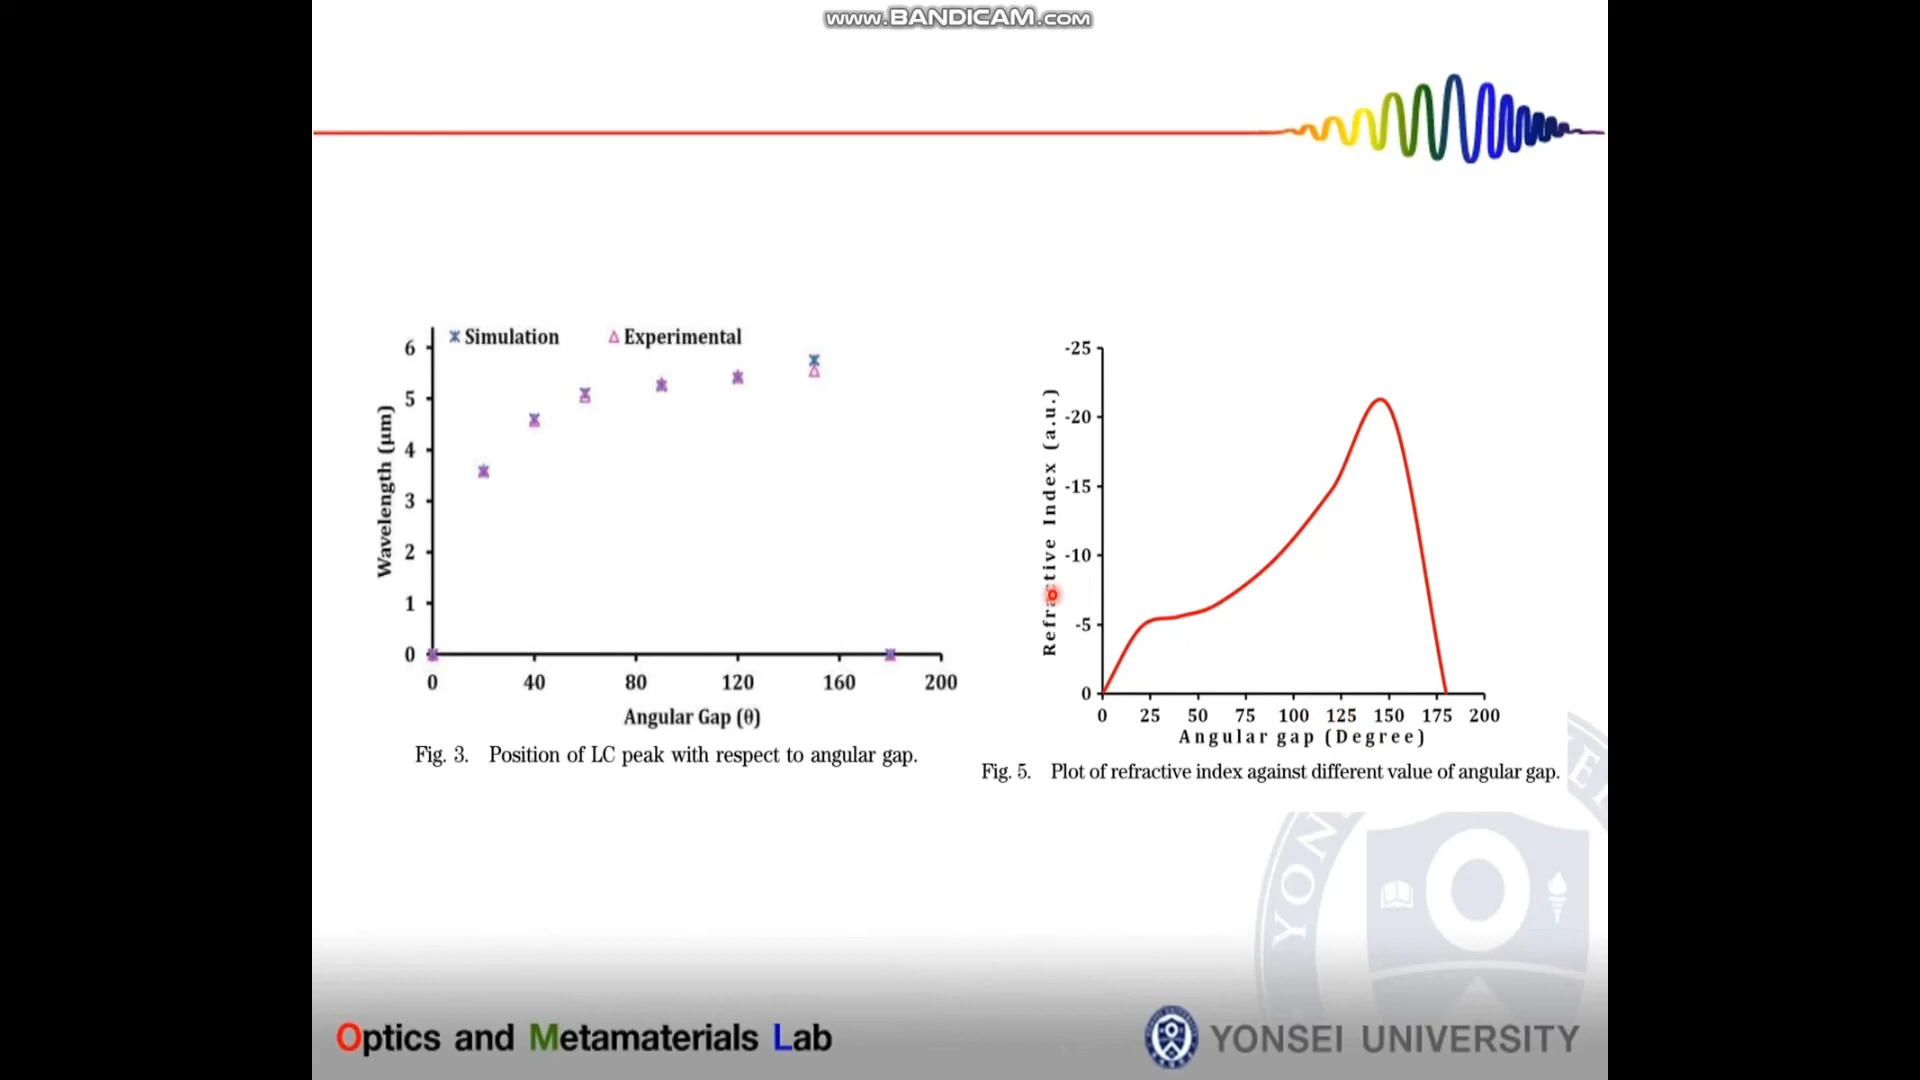 www.BANDICAM.com
Simulation Experimental
6
5
4
3
2
1
0
Wavelength (μm)
0 40 80 120 160 200
Angular Gap (θ)
Fig. 3. Position of LC peak with respect to angular gap.
-25
-20
-15
-10
-5
0
Refractive Index (a.u.)
0 25 50 75 100 125 150 175 200
Angular gap (Degree)
Fig. 5. Plot of refractive index against different value of angular gap.
YON
Optics and Metamaterials Lab
YONSEI UNIVERSITY